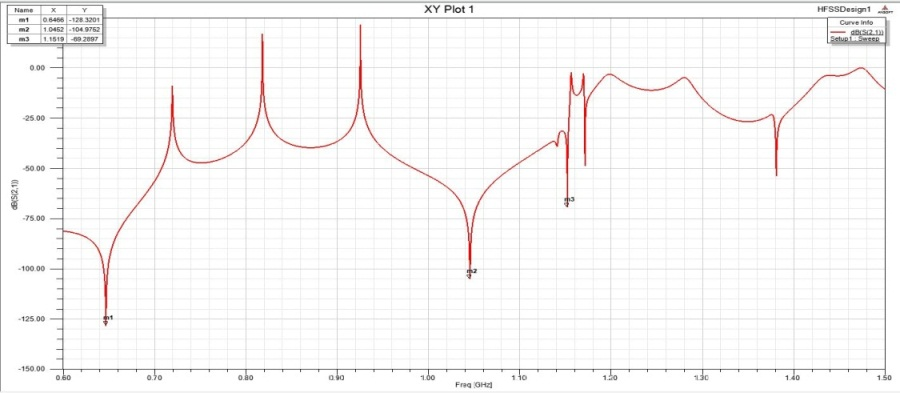 XY Plot 1
HFSSDesign1
ANSOFT
Name X Y
m1 0.6466 -128.3201
m2 1.0452 -104.9752
m3 1.1519 -69.2897
Curve Info
dB(S(2,1))
Setup1 : Sweep
0.00
-25.00
-50.00
-75.00
-100.00
-125.00
-150.00
dB(S(2,1))
m1
m2
m3
0.60 0.70 0.80 0.90 1.00 1.10 1.20 1.30 1.40 1.50
Freq [GHz]